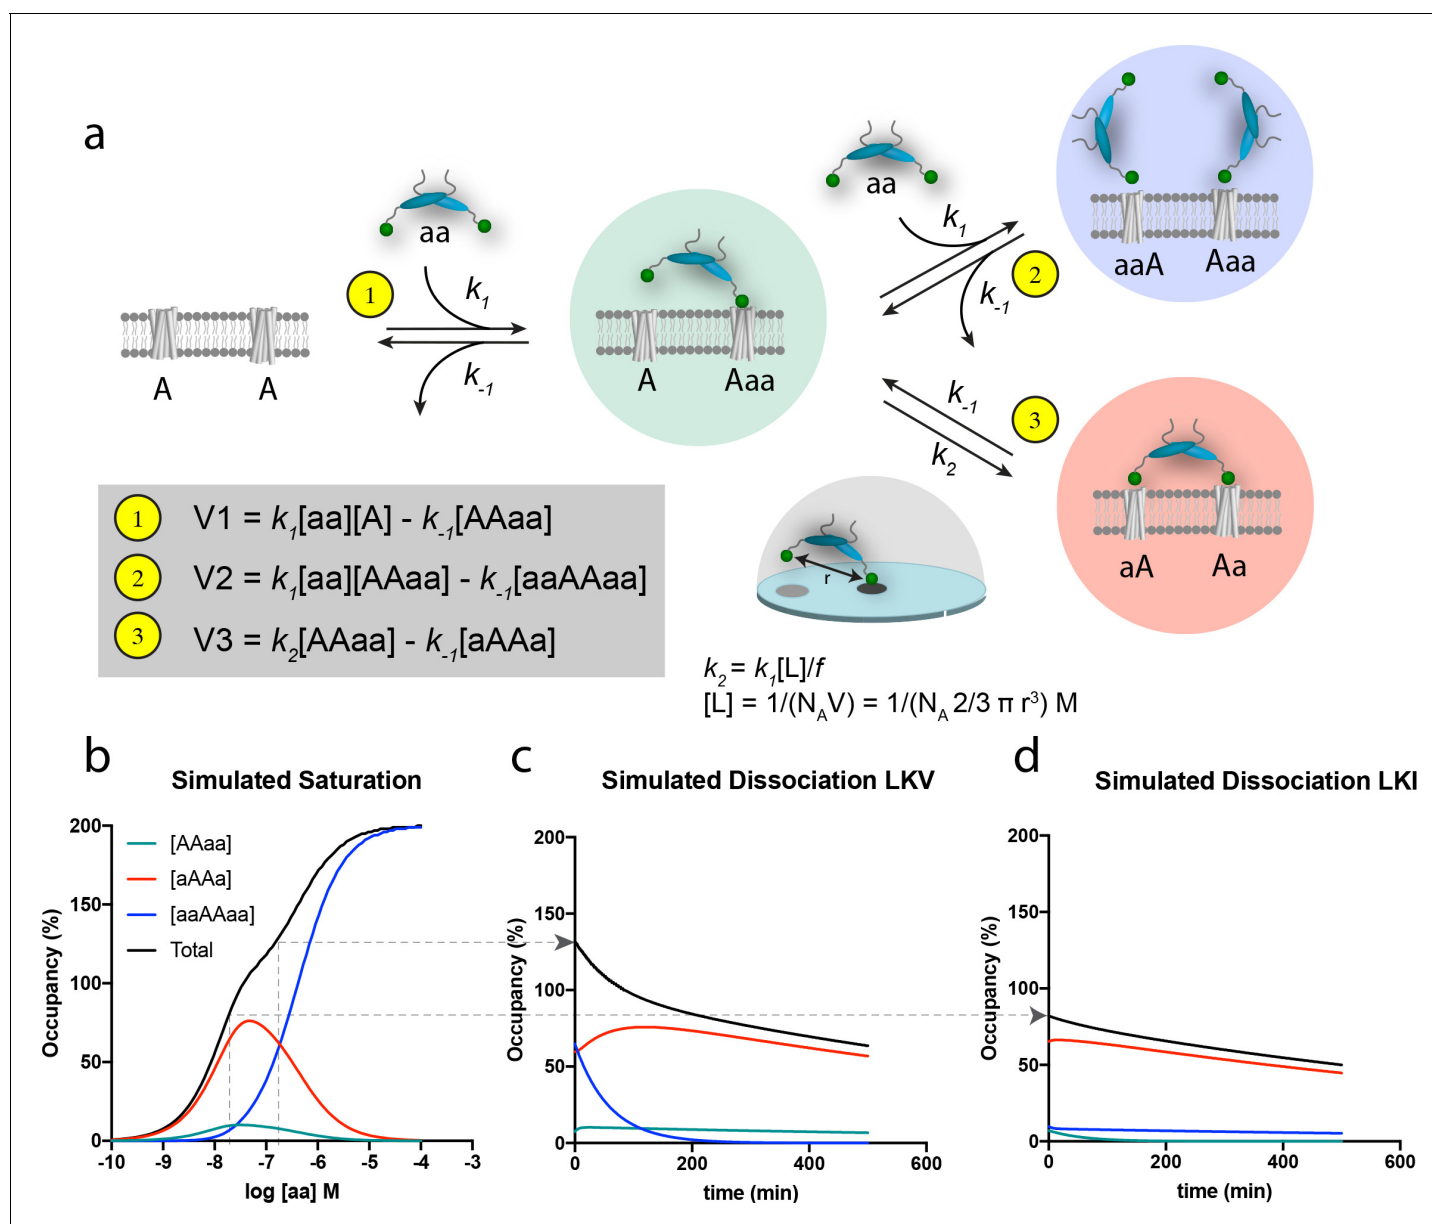 a
aa
1
k1
k-1
A
A
A
Aaa
aa
k1
k-1
2
aaA
Aaa
k-1
k2
3
aA
Aa
1 V1 = k1[aa][A] - k-1[AAaa]
2 V2 = k1[aa][AAaa] - k-1[aaAAaa]
3 V3 = k2[AAaa] - k-1[aAAa]
r
k2 = k1[L]/f
[L] = 1/(NAV) = 1/(NA 2/3 π r³) M
b
Simulated Saturation
Occupancy (%)
200
150
100
50
0
[AAaa]
[aAAa]
[aaAAaa]
Total
-10 -9 -8 -7 -6 -5 -4 -3
log [aa] M
c
Simulated Dissociation LKV
Occupancy (%)
200
150
100
50
0
0 200 400 600
time (min)
d
Simulated Dissociation LKI
Occupancy (%)
200
150
100
50
0
0 200 400 600
time (min)